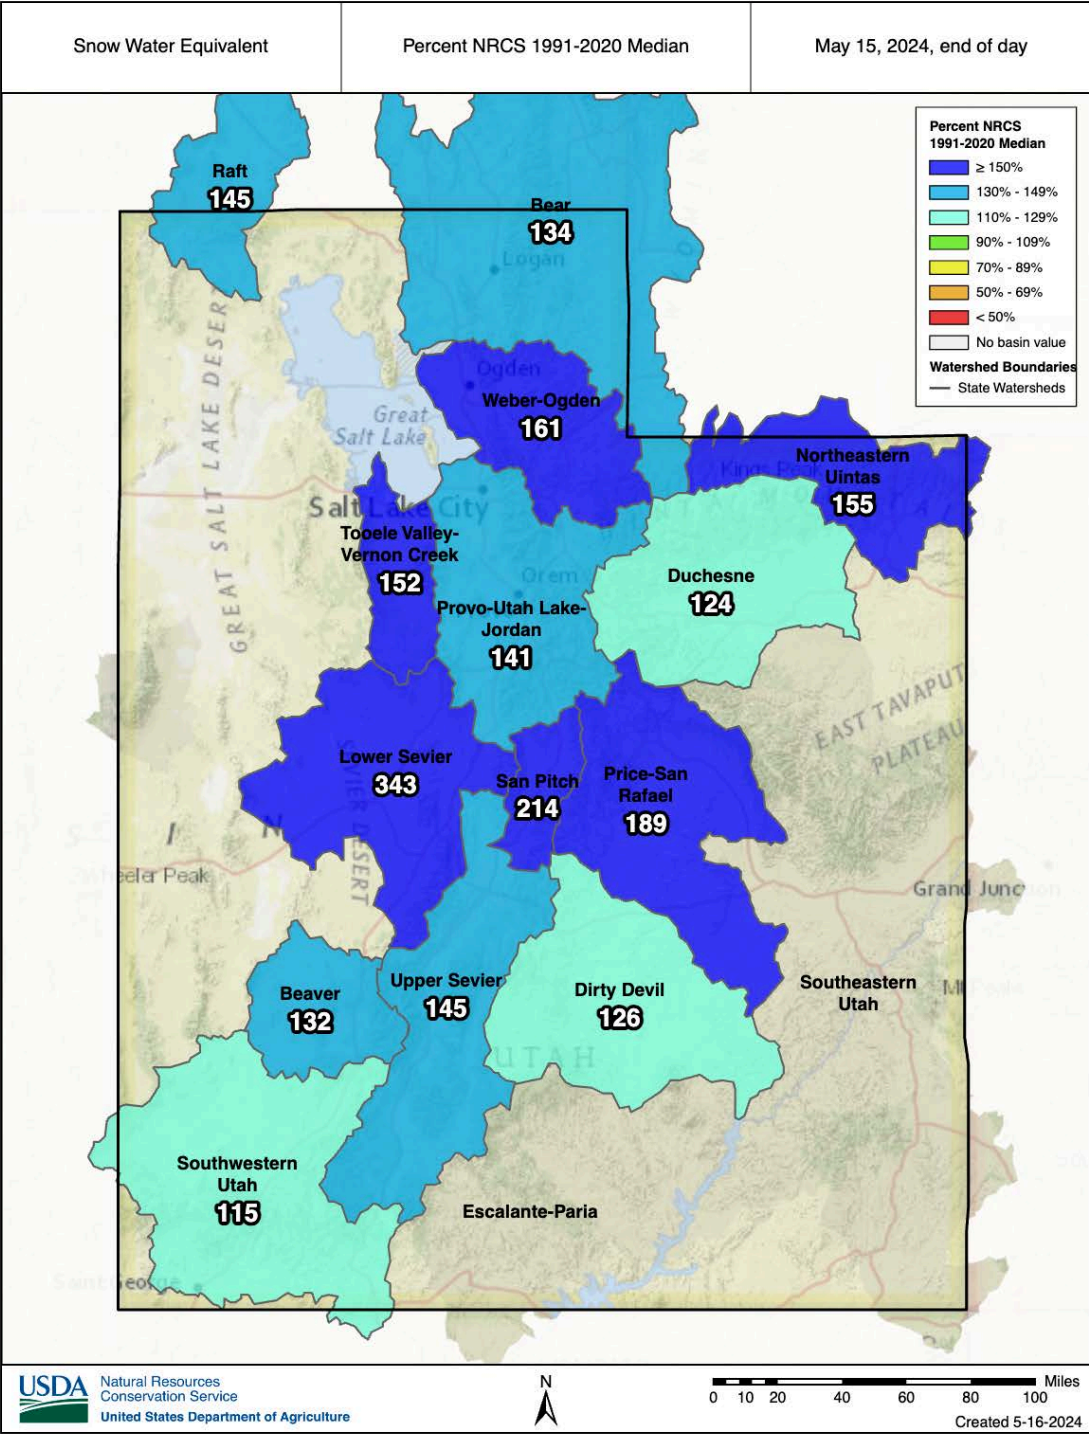 Snow Water Equivalent
Percent NRCS 1991-2020 Median
May 15, 2024, end of day
Percent NRCS
1991-2020 Median
≥ 150%
130% - 149%
110% - 129%
90% - 109%
70% - 89%
50% - 69%
< 50%
No basin value
Watershed Boundaries
State Watersheds
Raft
145
Bear
134
Logan
GREAT SALT LAKE DESER
Ogden
Weber-Ogden
161
Great
Salt Lake
Kings Peak
Northeastern
Uintas
155
Salt Lake City
Tooele Valley-
Vernon Creek
152
Orem
Duchesne
124
Provo-Utah Lake-
Jordan
141
EAST TAVAPUT
PLATEAU
Lower Sevier
343
San Pitch
214
Price-San
Rafael
189
SEVIER DESERT
Wheeler Peak
Grand Junction
Beaver
132
Upper Sevier
145
Dirty Devil
126
Southeastern
Utah
UTAH
Southwestern
Utah
115
Escalante-Paria
Saint George
USDA
Natural Resources
Conservation Service
United States Department of Agriculture
N
Miles
0 10 20 40 60 80 100
Created 5-16-2024